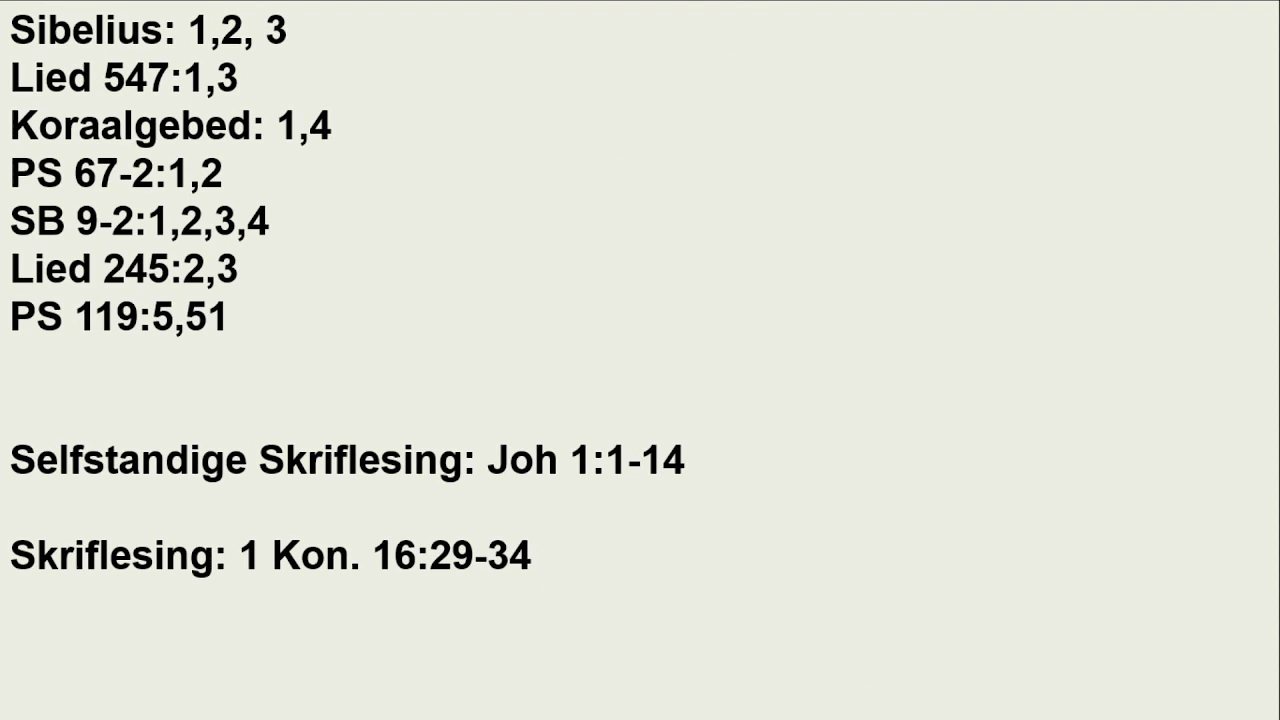 Sibelius: 1,2, 3
Lied 547:1,3
Koraalgebed: 1,4
PS 67-2:1,2
SB 9-2:1,2,3,4
Lied 245:2,3
PS 119:5,51
Selfstandige Skriflesing: Joh 1:1-14
Skriflesing: 1 Kon. 16:29-34